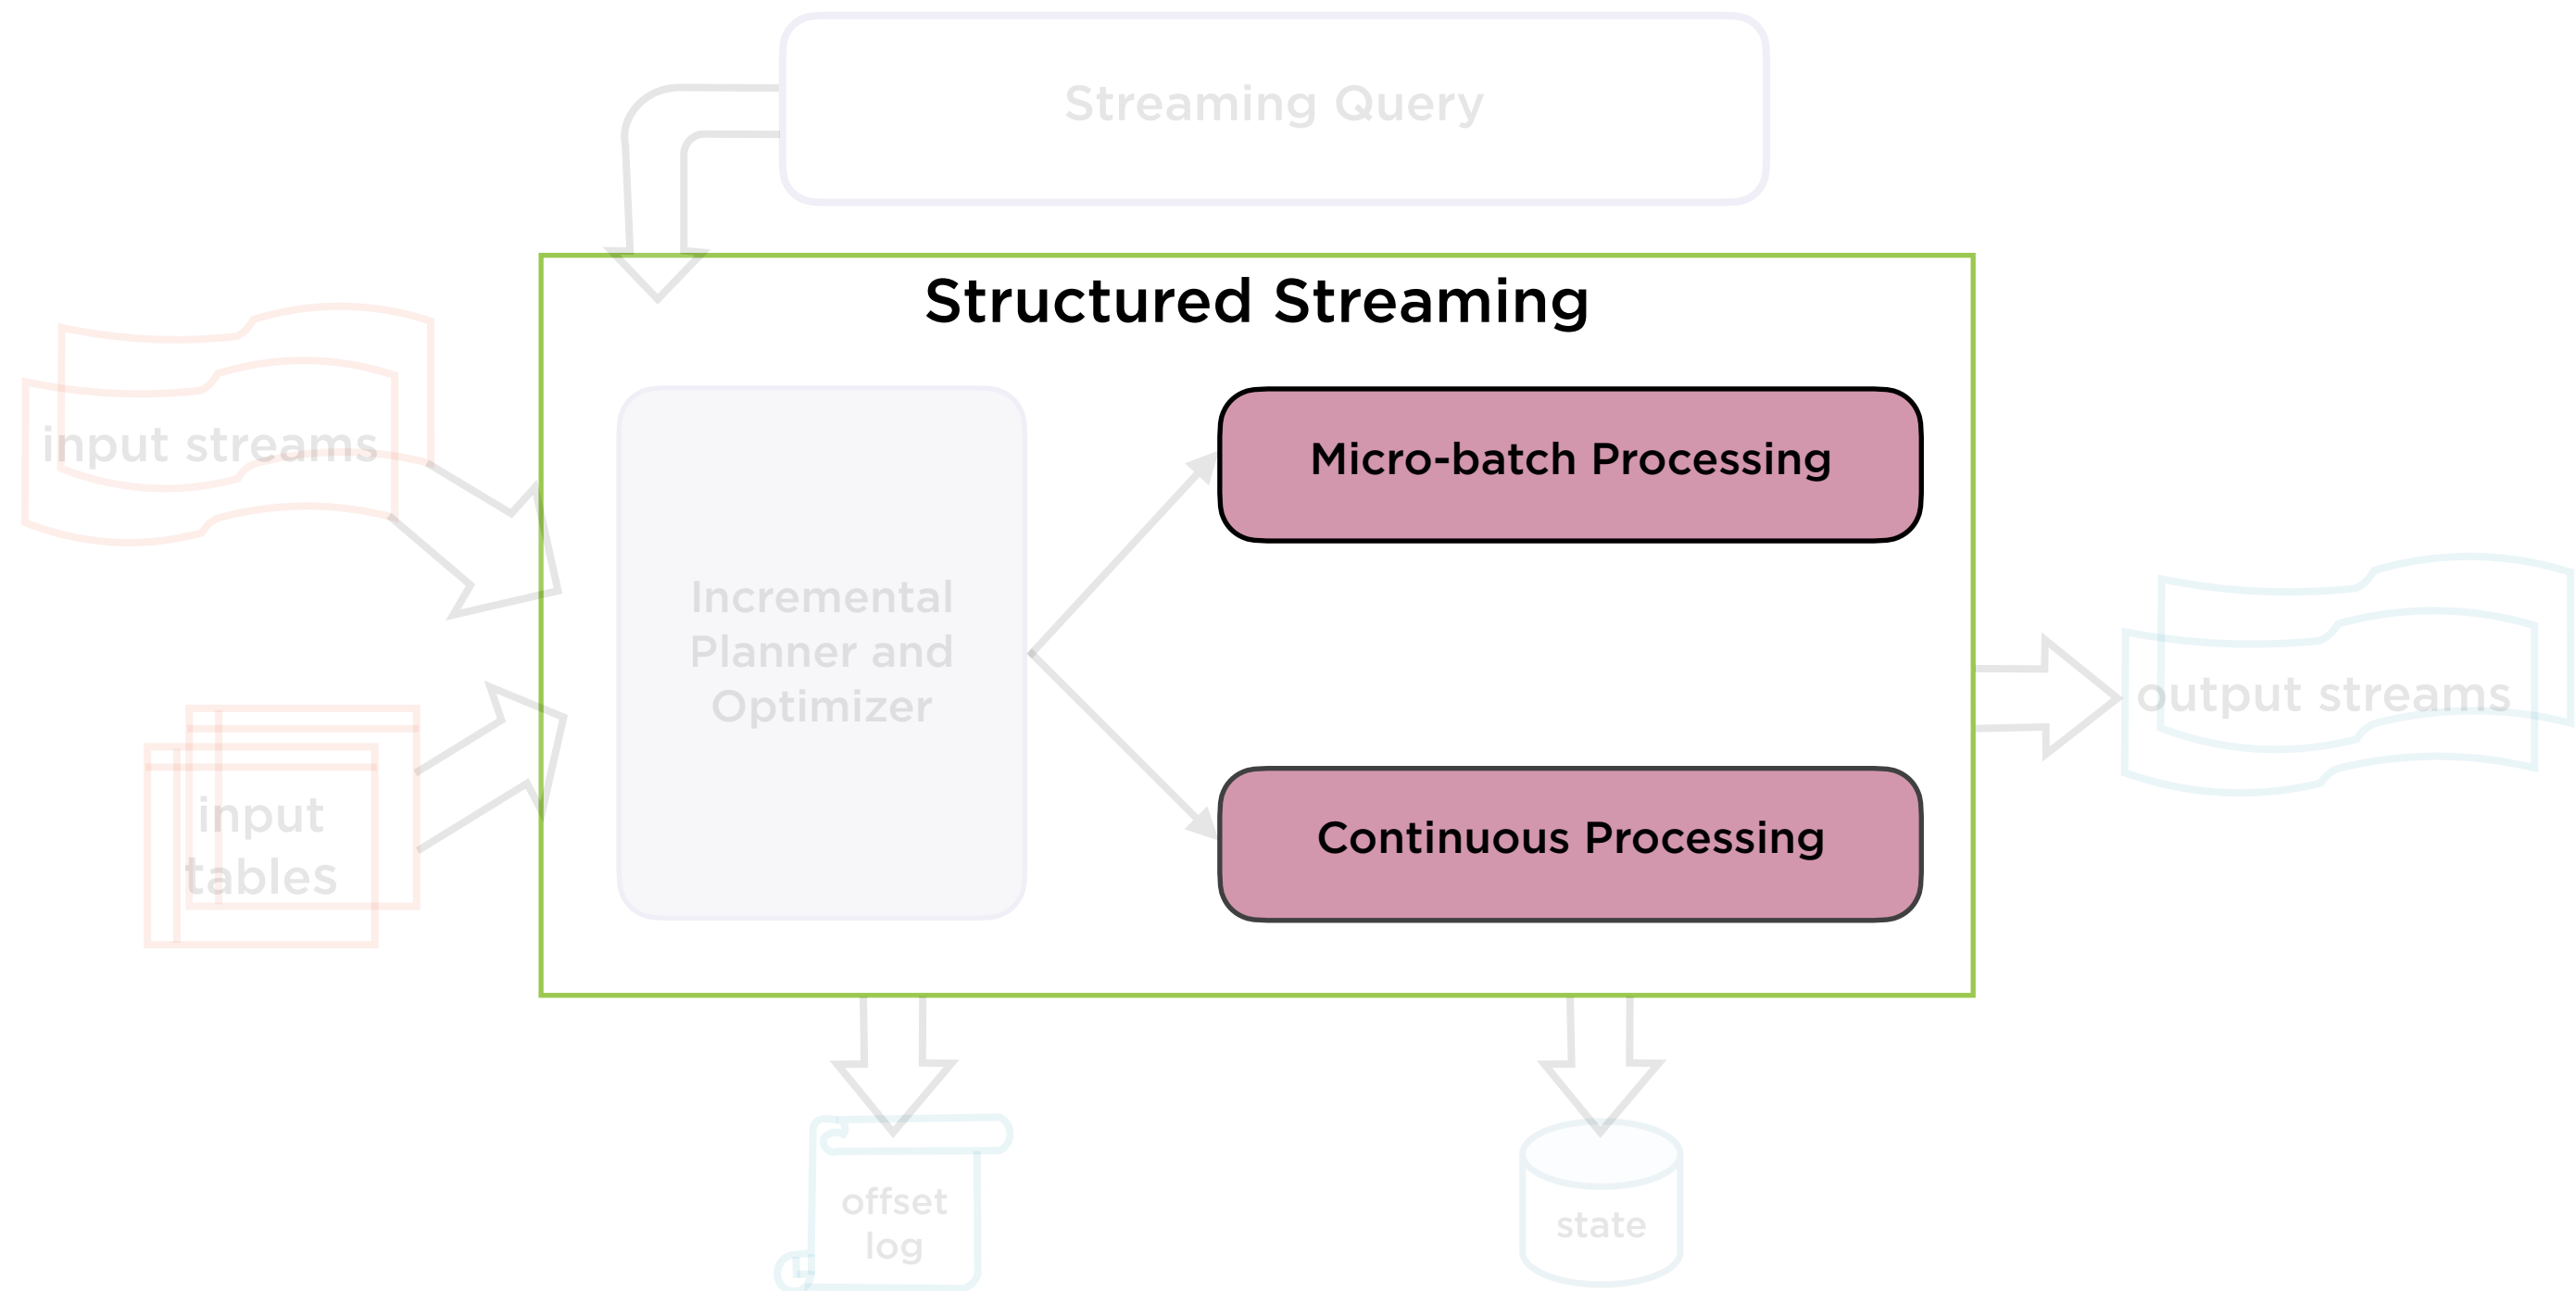 Streaming Query
Structured Streaming
input streams
Micro-batch Processing
Incremental
Planner and
Optimizer
output streams
input
tables
Continuous Processing
offset
log
state